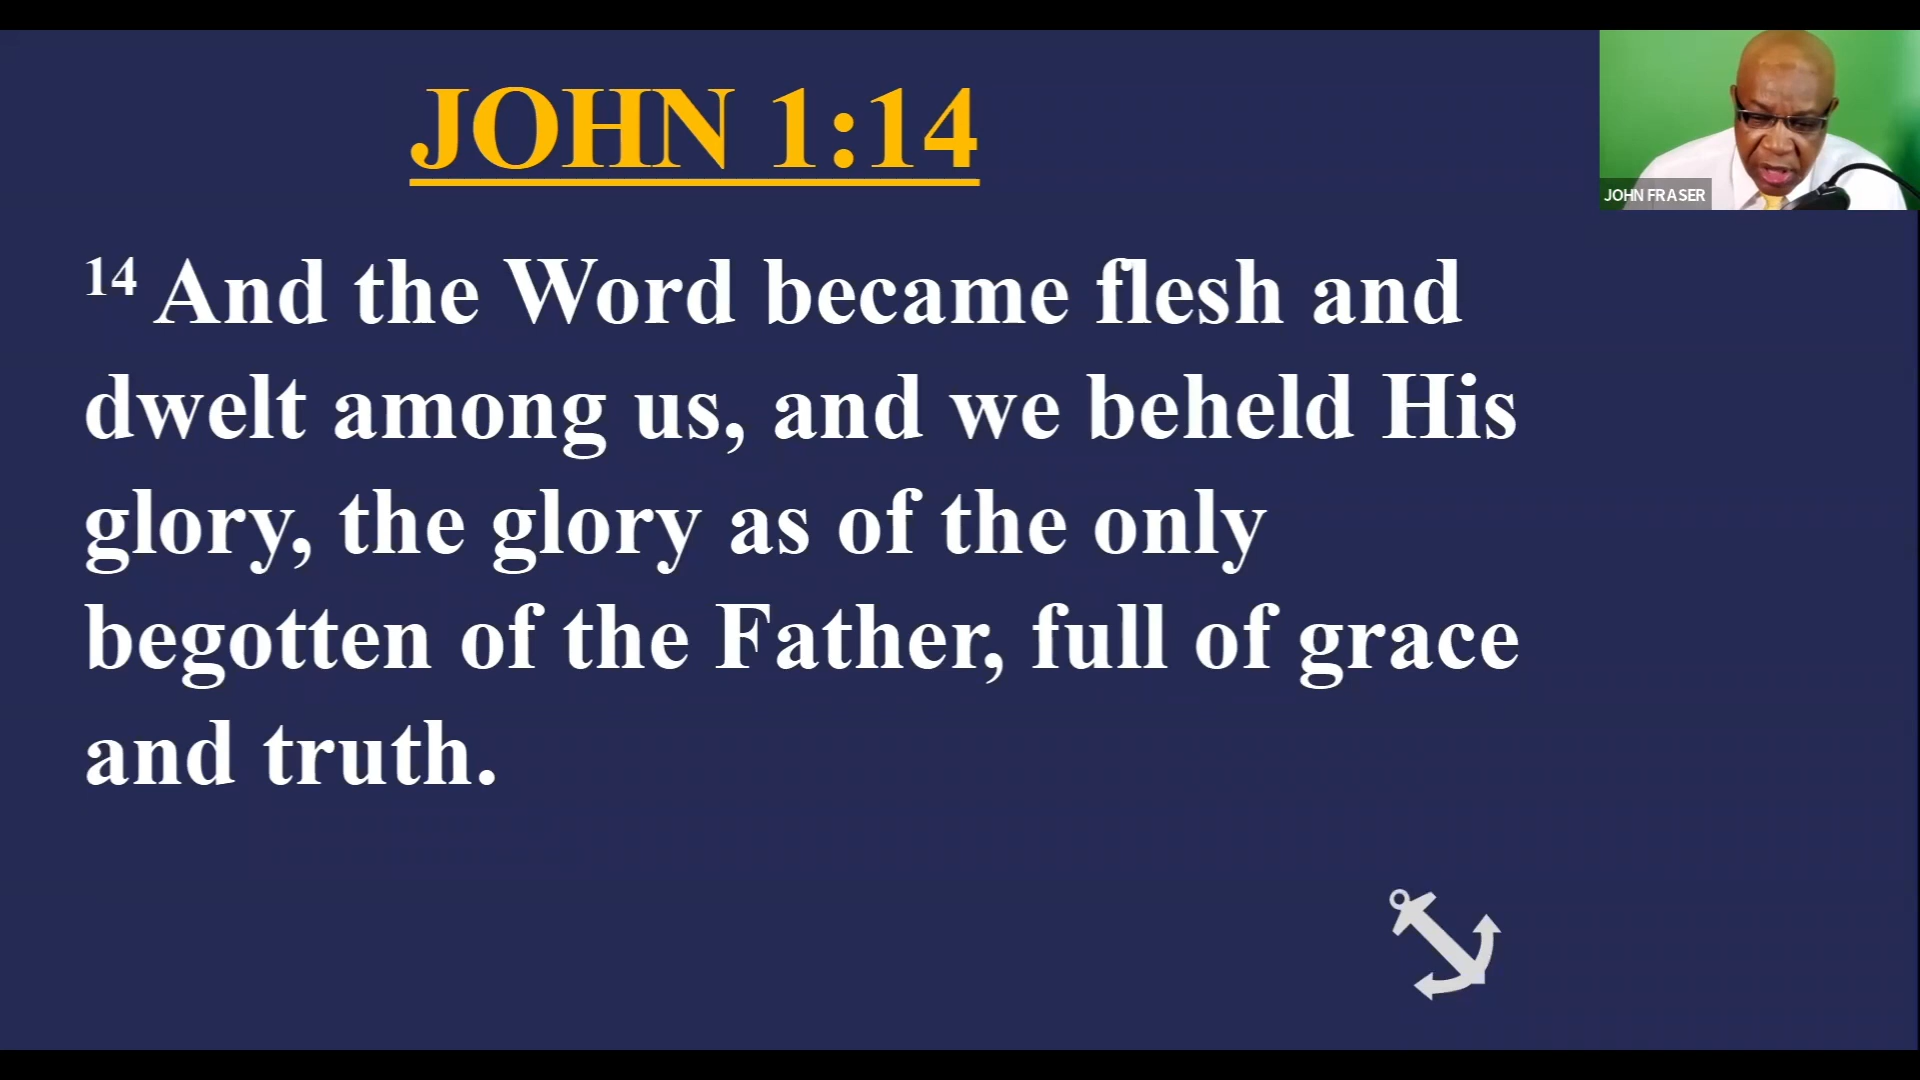 JOHN 1:14
JOHN FRASER
14 And the Word became flesh and
dwelt among us, and we beheld His
glory, the glory as of the only
begotten of the Father, full of grace
and truth.